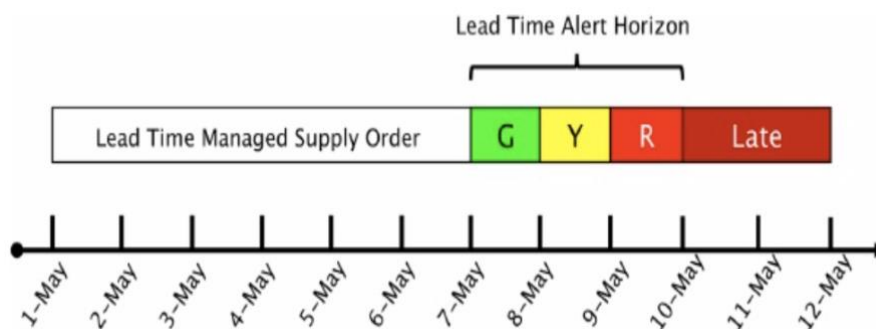 Lead Time Alert Horizon
Lead Time Managed Supply Order G Y R Late
1-May 2-May 3-May 4-May 5-May 6-May 7-May 8-May 9-May 10-May 11-May 12-May